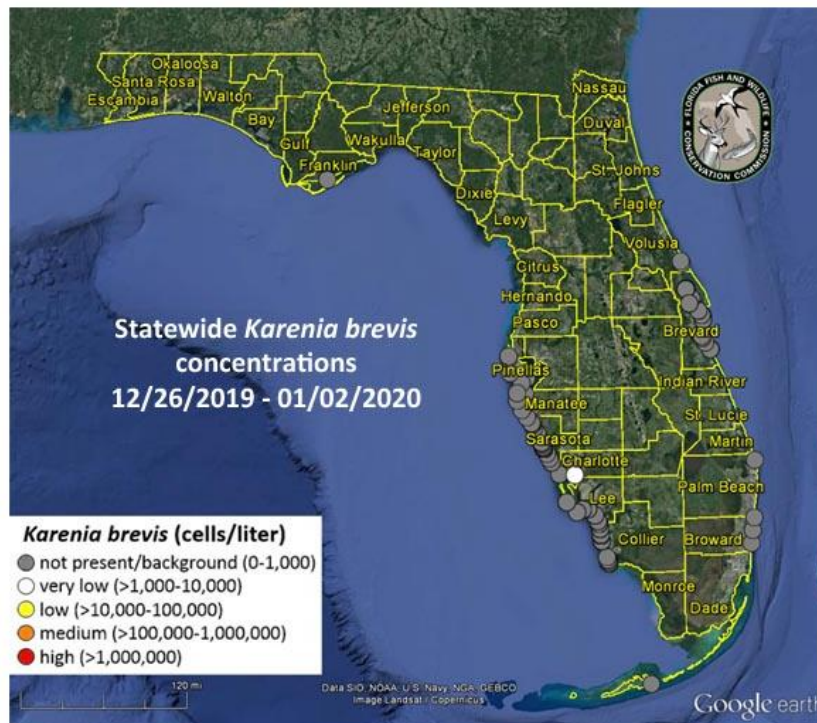 Okaloosa
Santa Rosa
Escambia
Walton
Bay
Jefferson
Gulf
Wakulla
Franklin
Taylor
Dixie
Levy
Nassau
Duval
St. Johns
Flagler
Volusia
Citrus
Hernando
Pasco
Pinellas
Manatee
Sarasota
Charlotte
Lee
Collier
Monroe
Dade
Brevard
Indian River
St. Lucie
Martin
Palm Beach
Broward
FLORIDA FISH AND WILDLIFE
CONSERVATION COMMISSION
Statewide Karenia brevis
concentrations
12/26/2019 - 01/02/2020
Karenia brevis (cells/liter)
not present/background (0-1,000)
very low (>1,000-10,000)
low (>10,000-100,000)
medium (>100,000-1,000,000)
high (>1,000,000)
120 mi
Data SIO, NOAA, U.S. Navy, NGA, GEBCO
Image Landsat / Copernicus
Google earth